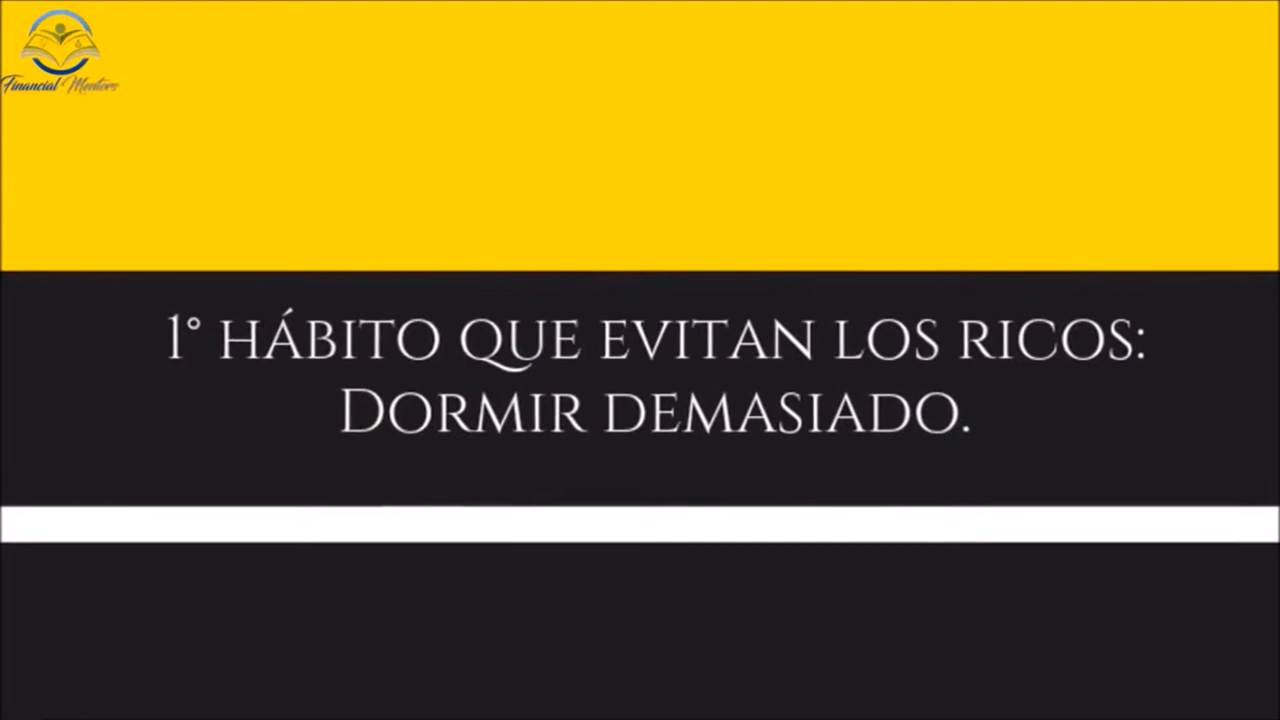 Financial Mentors
1° HÁBITO QUE EVITAN LOS RICOS:
DORMIR DEMASIADO.